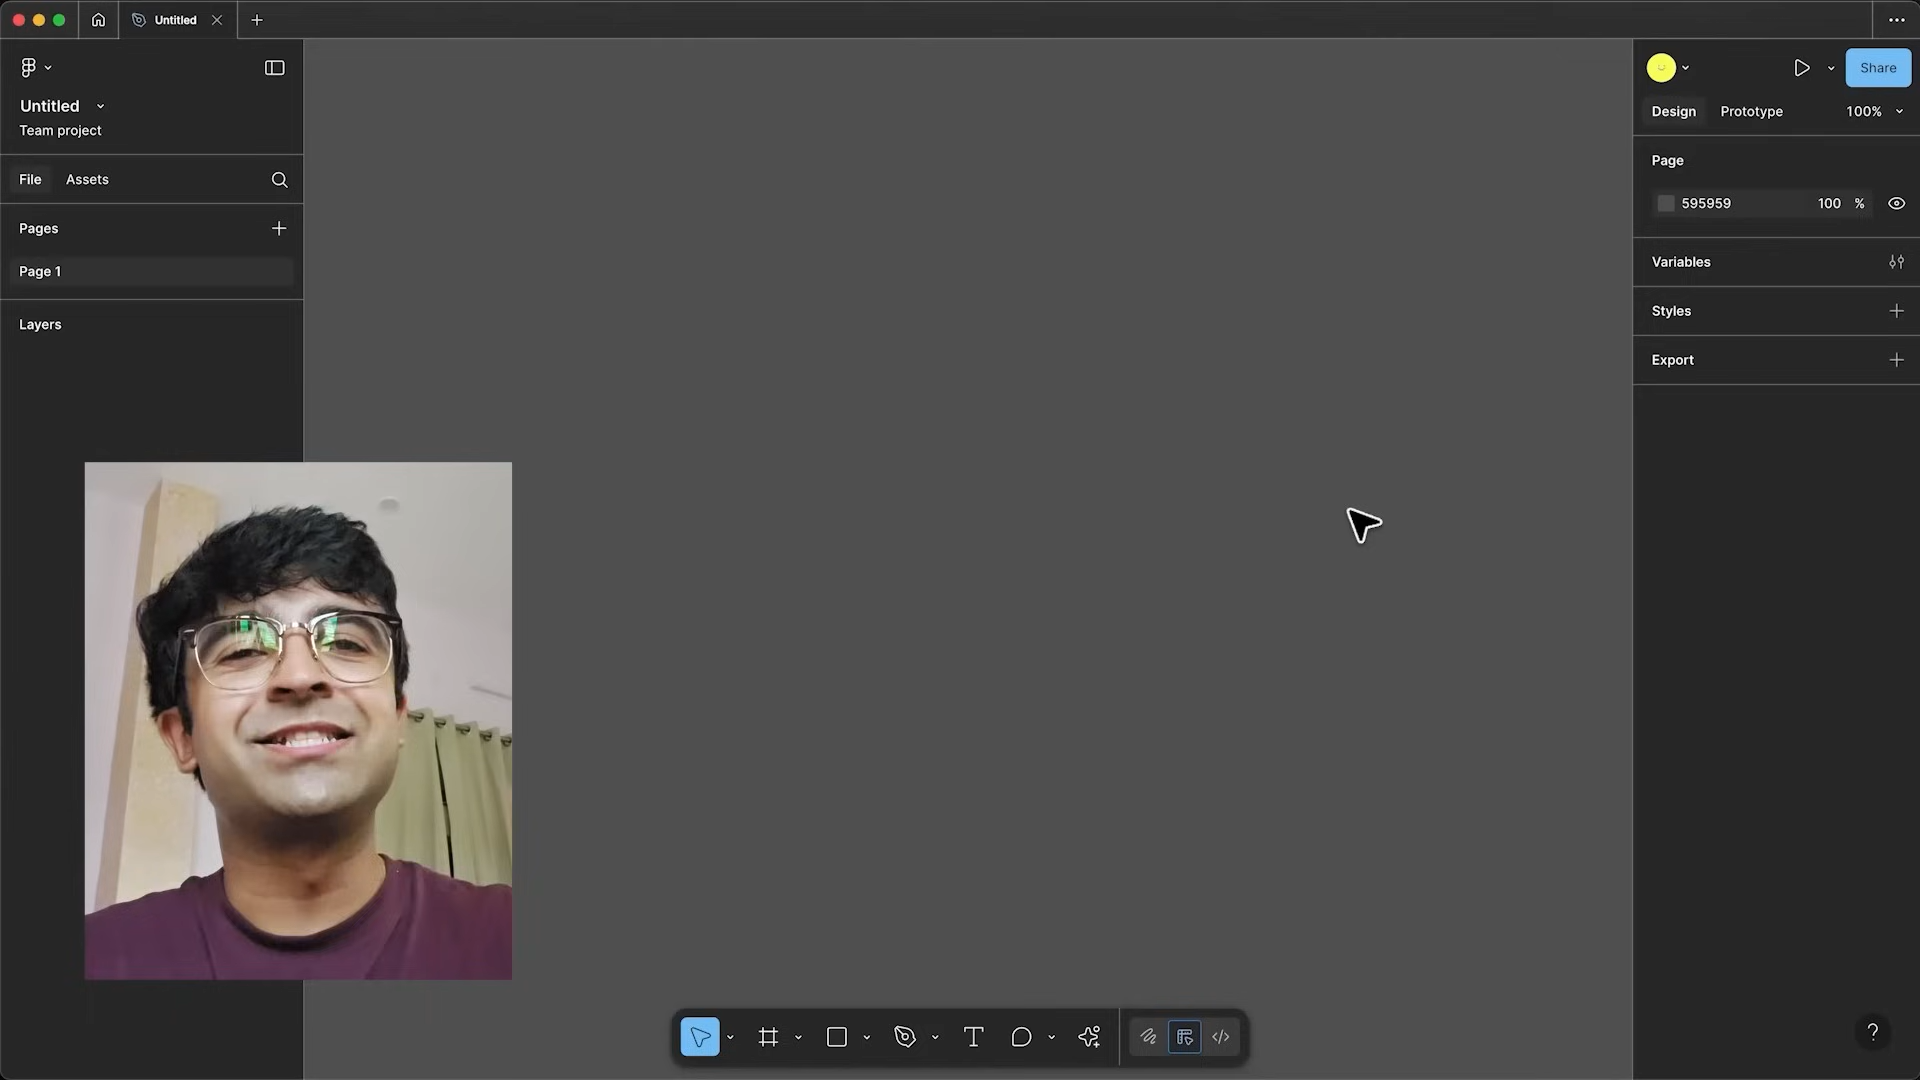 Untitled
Share
Untitled
Team project
Design
Prototype
100%
File
Assets
Page
595959
100
%
Pages
Page 1
Variables
Styles
Layers
Export
?